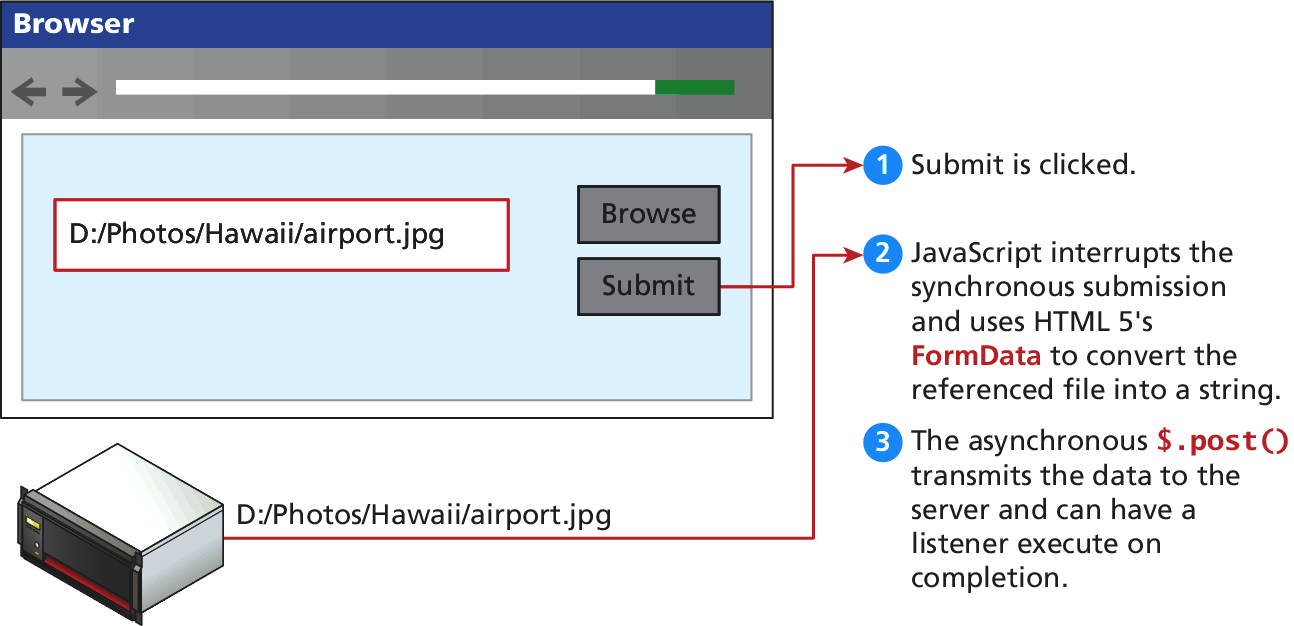 Browser
D:/Photos/Hawaii/airport.jpg
Browse
Submit
1 Submit is clicked.
2 JavaScript interrupts the
synchronous submission
and uses HTML 5's
FormData to convert the
referenced file into a string.
3 The asynchronous $.post()
transmits the data to the
server and can have a
listener execute on
completion.
D:/Photos/Hawaii/airport.jpg